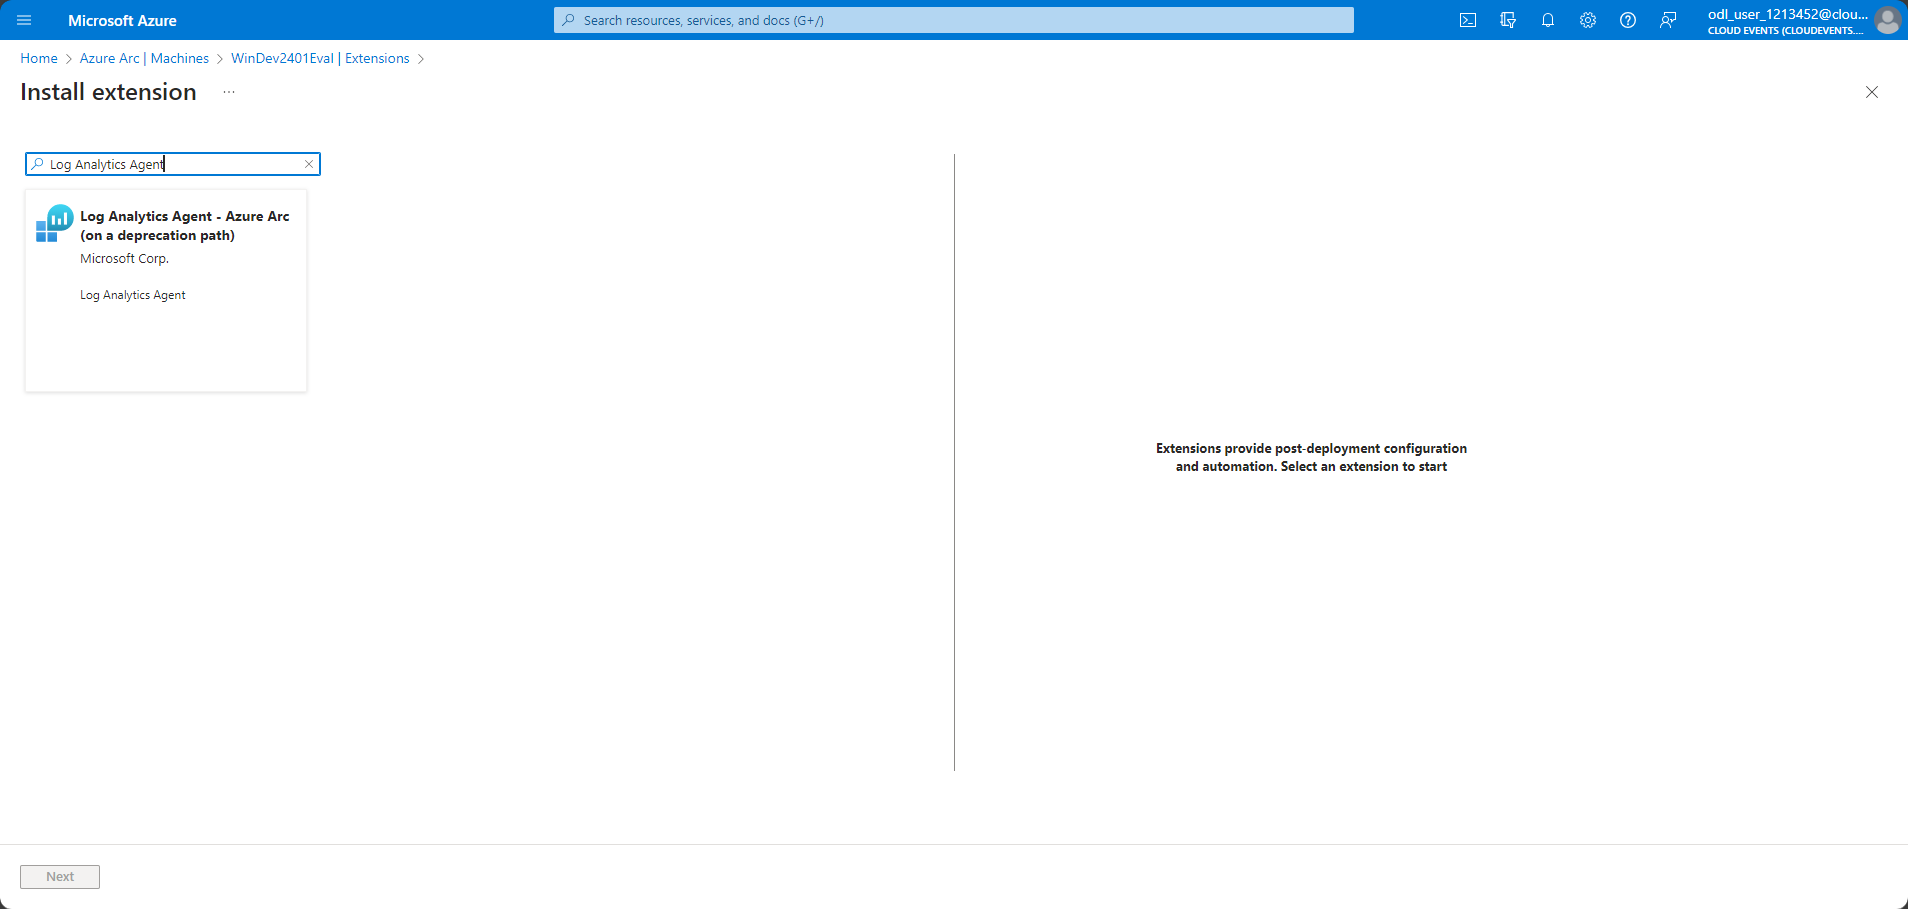 Microsoft Azure
Search resources, services, and docs (G+/)
odl_user_1213452@clou...
CLOUD EVENTS (CLOUDEVENTS....
Home > Azure Arc | Machines > WinDev2401Eval | Extensions >
Install extension ...
Log Analytics Agent
Log Analytics Agent - Azure Arc
(on a deprecation path)
Microsoft Corp.
Log Analytics Agent
Extensions provide post-deployment configuration
and automation. Select an extension to start
Next